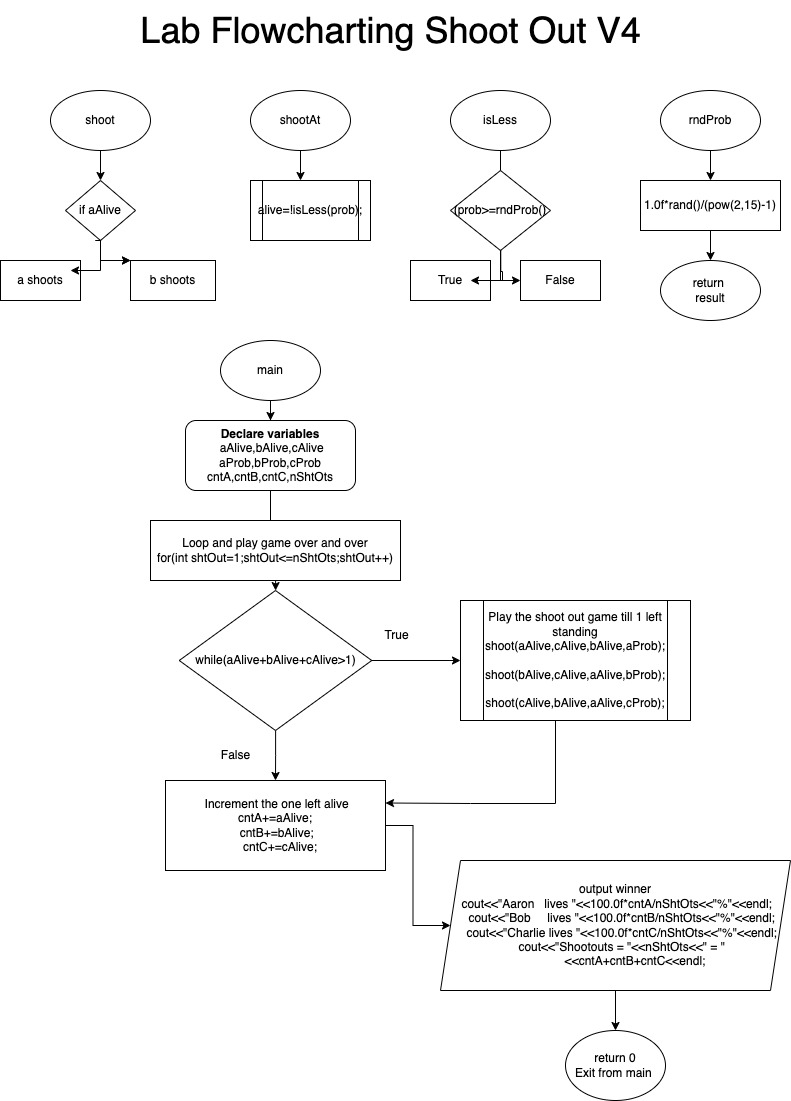 Lab Flowcharting Shoot Out V4
shoot
shootAt
isLess
rndProb
if aAlive
alive=!isLess(prob);
(prob>=rndProb()
1.0f*rand()/(pow(2,15)-1)
a shoots
b shoots
True
False
return
result
main
Declare variables
aAlive,bAlive,cAlive
aProb,bProb,cProb
cntA,cntB,cntC,nShtOts
Loop and play game over and over
for(int shtOut=1;shtOut<=nShtOts;shtOut++)
while(aAlive+bAlive+cAlive>1)
True
Play the shoot out game till 1 left
standing
shoot(aAlive,cAlive,bAlive,aProb);
shoot(bAlive,cAlive,aAlive,bProb);
shoot(cAlive,bAlive,aAlive,cProb);
False
Increment the one left alive
cntA+=aAlive;
cntB+=bAlive;
cntC+=cAlive;
output winner
cout<<"Aaron   lives "<<100.0f*cntA/nShtOts<<"%"<<endl;
cout<<"Bob     lives "<<100.0f*cntB/nShtOts<<"%"<<endl;
cout<<"Charlie lives "<<100.0f*cntC/nShtOts<<"%"<<endl;
cout<<"Shootouts = "<<nShtOts<<" = "
<<cntA+cntB+cntC<<endl;
return 0
Exit from main